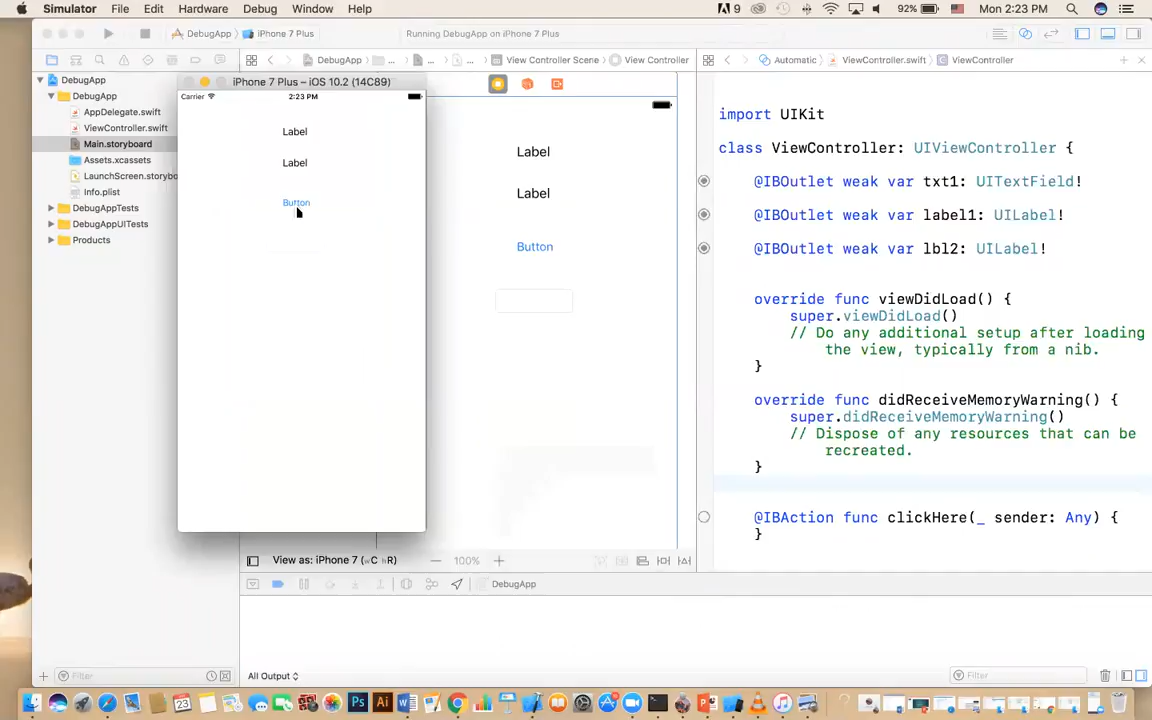 Simulator File Edit Hardware Debug Window Help 9 92% Mon 2:23 PM
DebugApp iPhone 7 Plus Running DebugApp on iPhone 7 Plus
DebugApp ... ... View Controller Scene View Controller Automatic ViewController.swift ViewController
DebugApp
DebugApp
AppDelegate.swift
ViewController.swift
Main.storyboard
Assets.xcassets
LaunchScreen.storybo
Info.plist
DebugAppTests
DebugAppUITests
Products
iPhone 7 Plus – iOS 10.2 (14C89)
Carrier 2:23 PM
Label
Label
Button
Label
Label
Button
import UIKit
class ViewController: UIViewController {
@IBOutlet weak var txt1: UITextField!
@IBOutlet weak var label1: UILabel!
@IBOutlet weak var lbl2: UILabel!
override func viewDidLoad() {
super.viewDidLoad()
// Do any additional setup after loading
the view, typically from a nib.
}
override func didReceiveMemoryWarning() {
super.didReceiveMemoryWarning()
// Dispose of any resources that can be
recreated.
}
@IBAction func clickHere(_ sender: Any) {
}
View as: iPhone 7 (wC hR) 100%
DebugApp
Filter
All Output
Filter
23